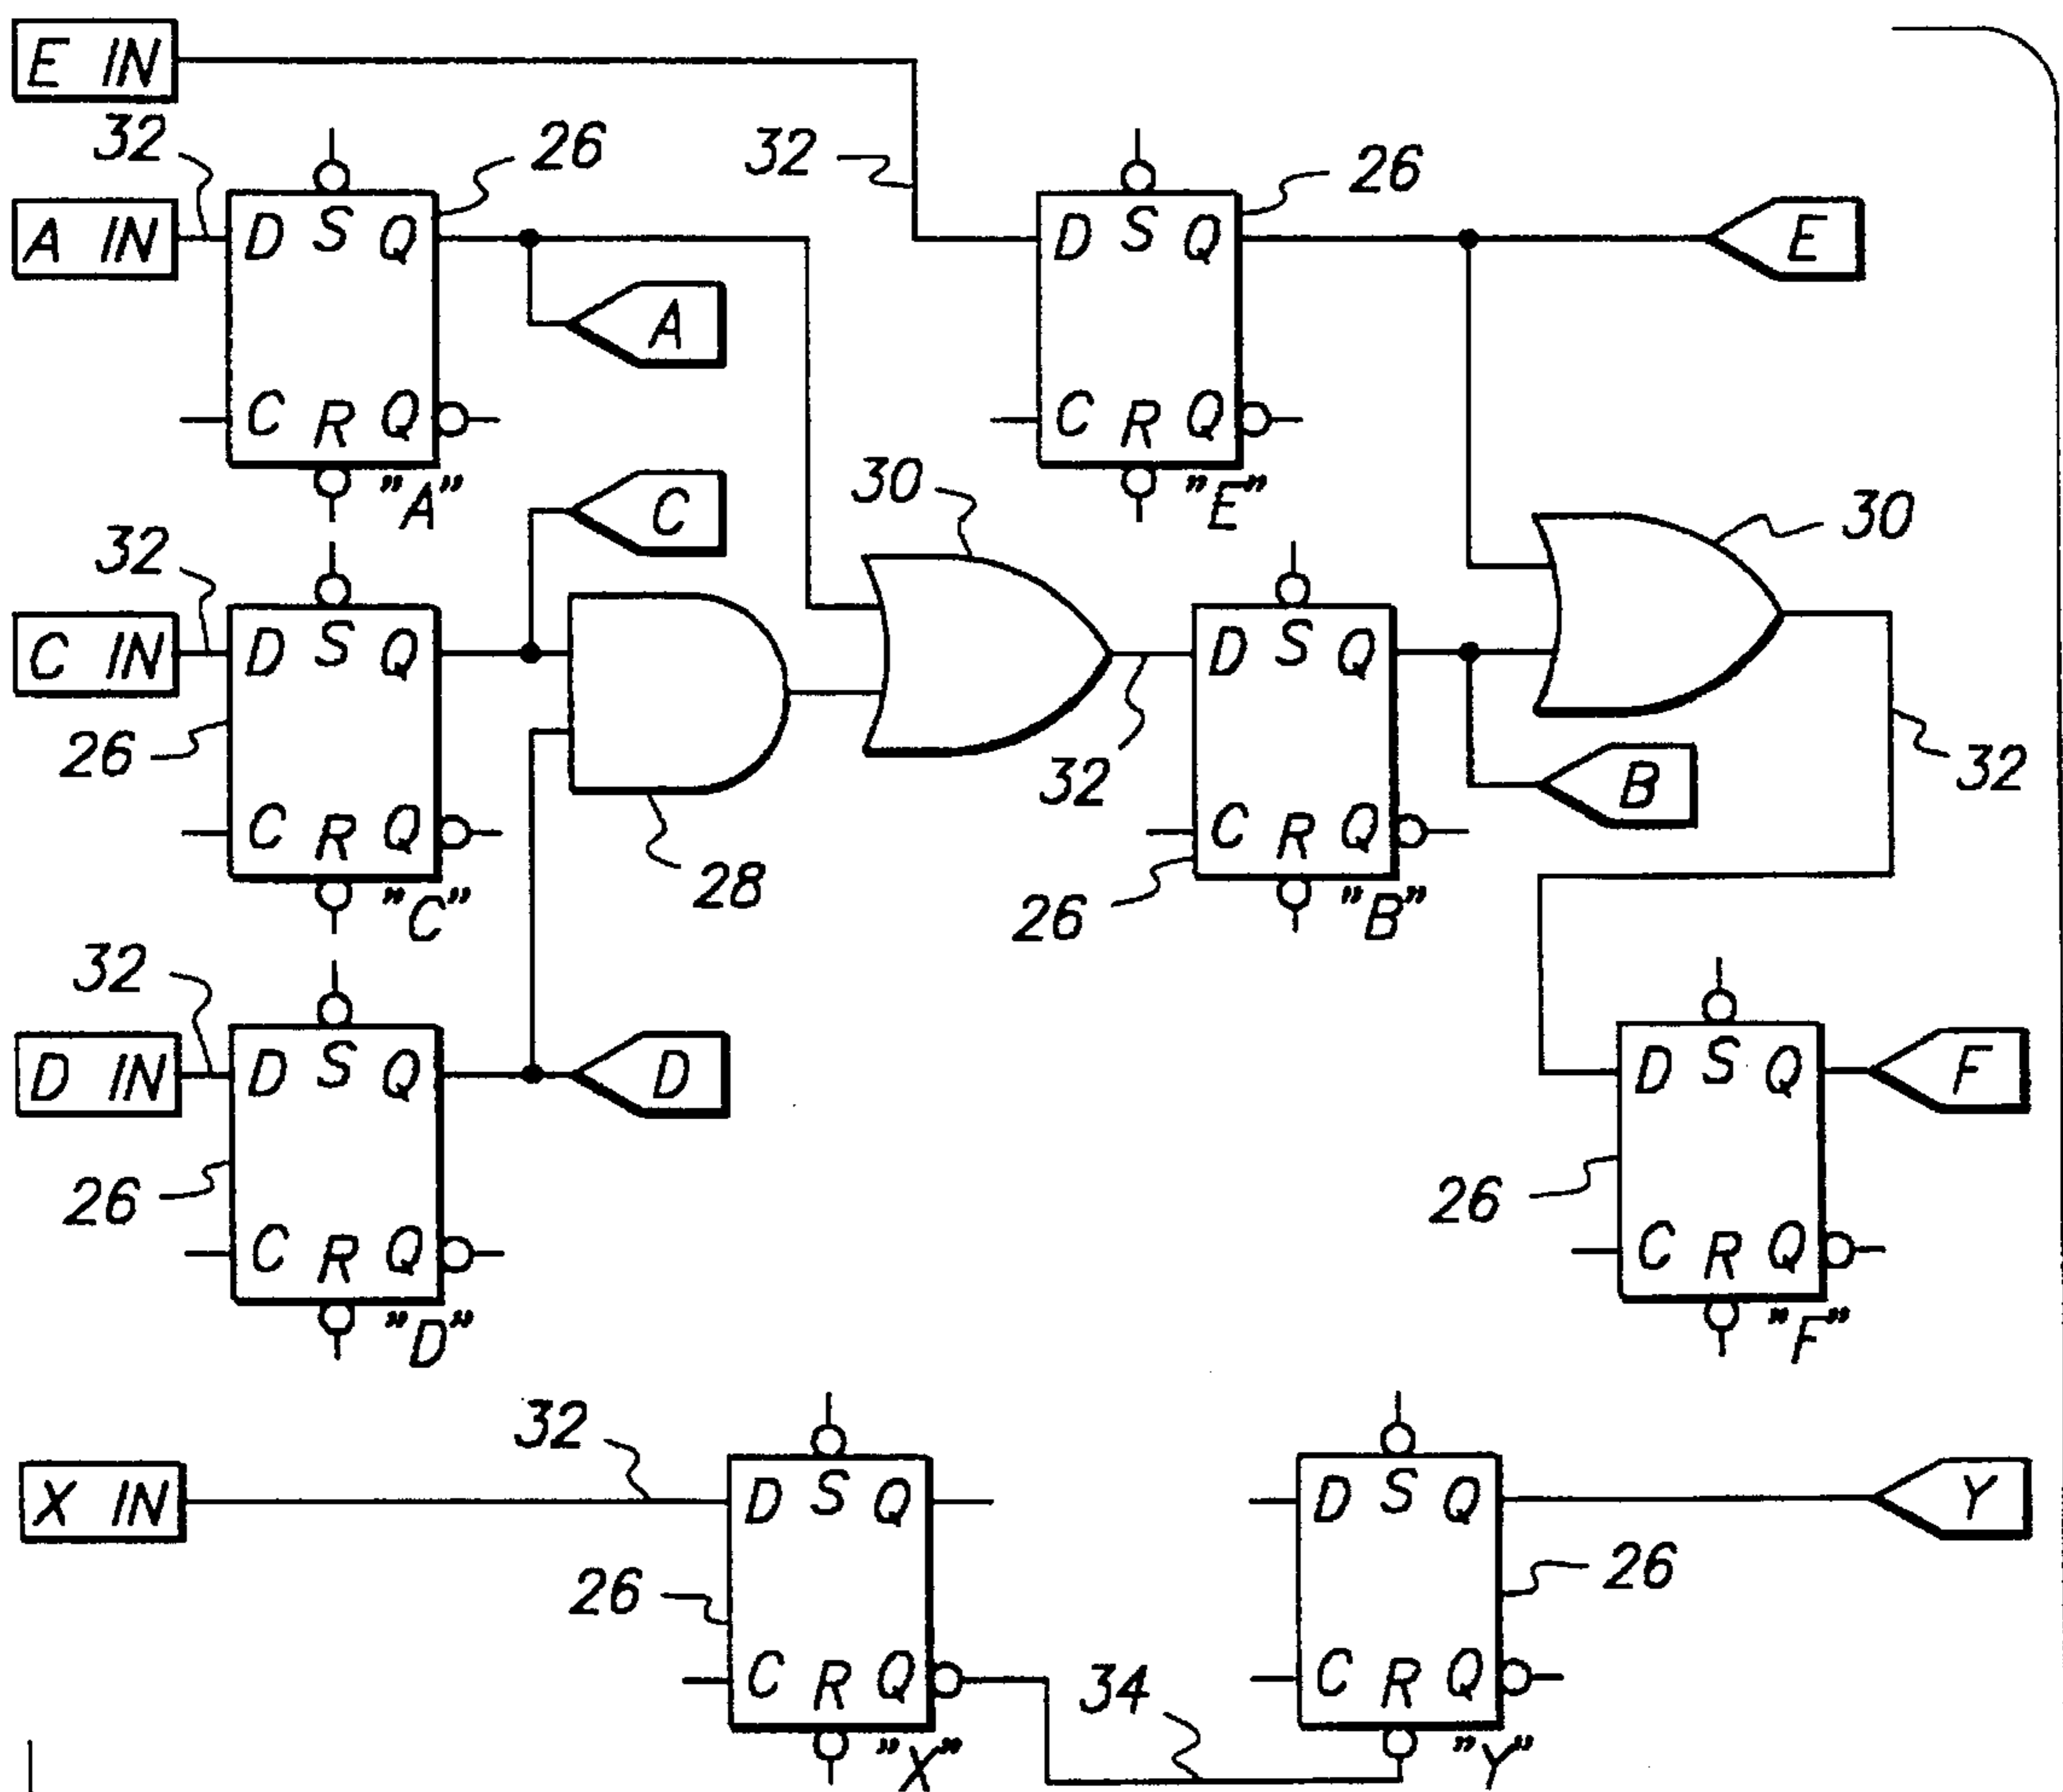 E IN
32
26
32
26
A IN
D S Q
D S Q
E
A
C R Q
C R Q
"A"
C
30
"E"
30
32
C IN
D S Q
D S Q
26
32
B
32
C R Q
C R Q
"C"
28
26
"B"
32
D IN
D S Q
D
D S Q
F
26
26
C R Q
C R Q
"D"
"F"
32
X IN
D S Q
D S Q
Y
26
26
C R Q
34
C R Q
"X"
"Y"